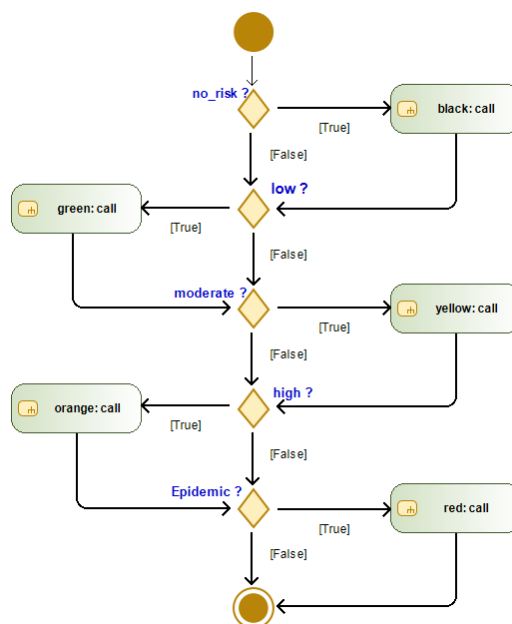 no_risk ?
black: call
[True]
[False]
low ?
green: call
[True]
[False]
moderate ?
yellow: call
[True]
[False]
high ?
orange: call
[True]
[False]
Epidemic ?
red: call
[True]
[False]